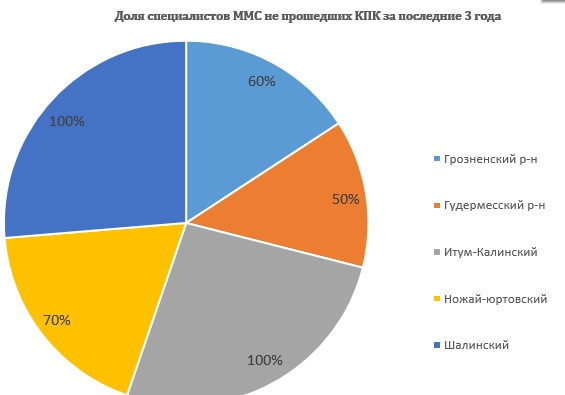 Доля специалистов ММС не прошедших КПК за последние 3 года
60%
100%
50%
70%
100%
Грозненский р-н
Гудермесский р-н
Итум-Калинский
Ножай-юртовский
Шалинский